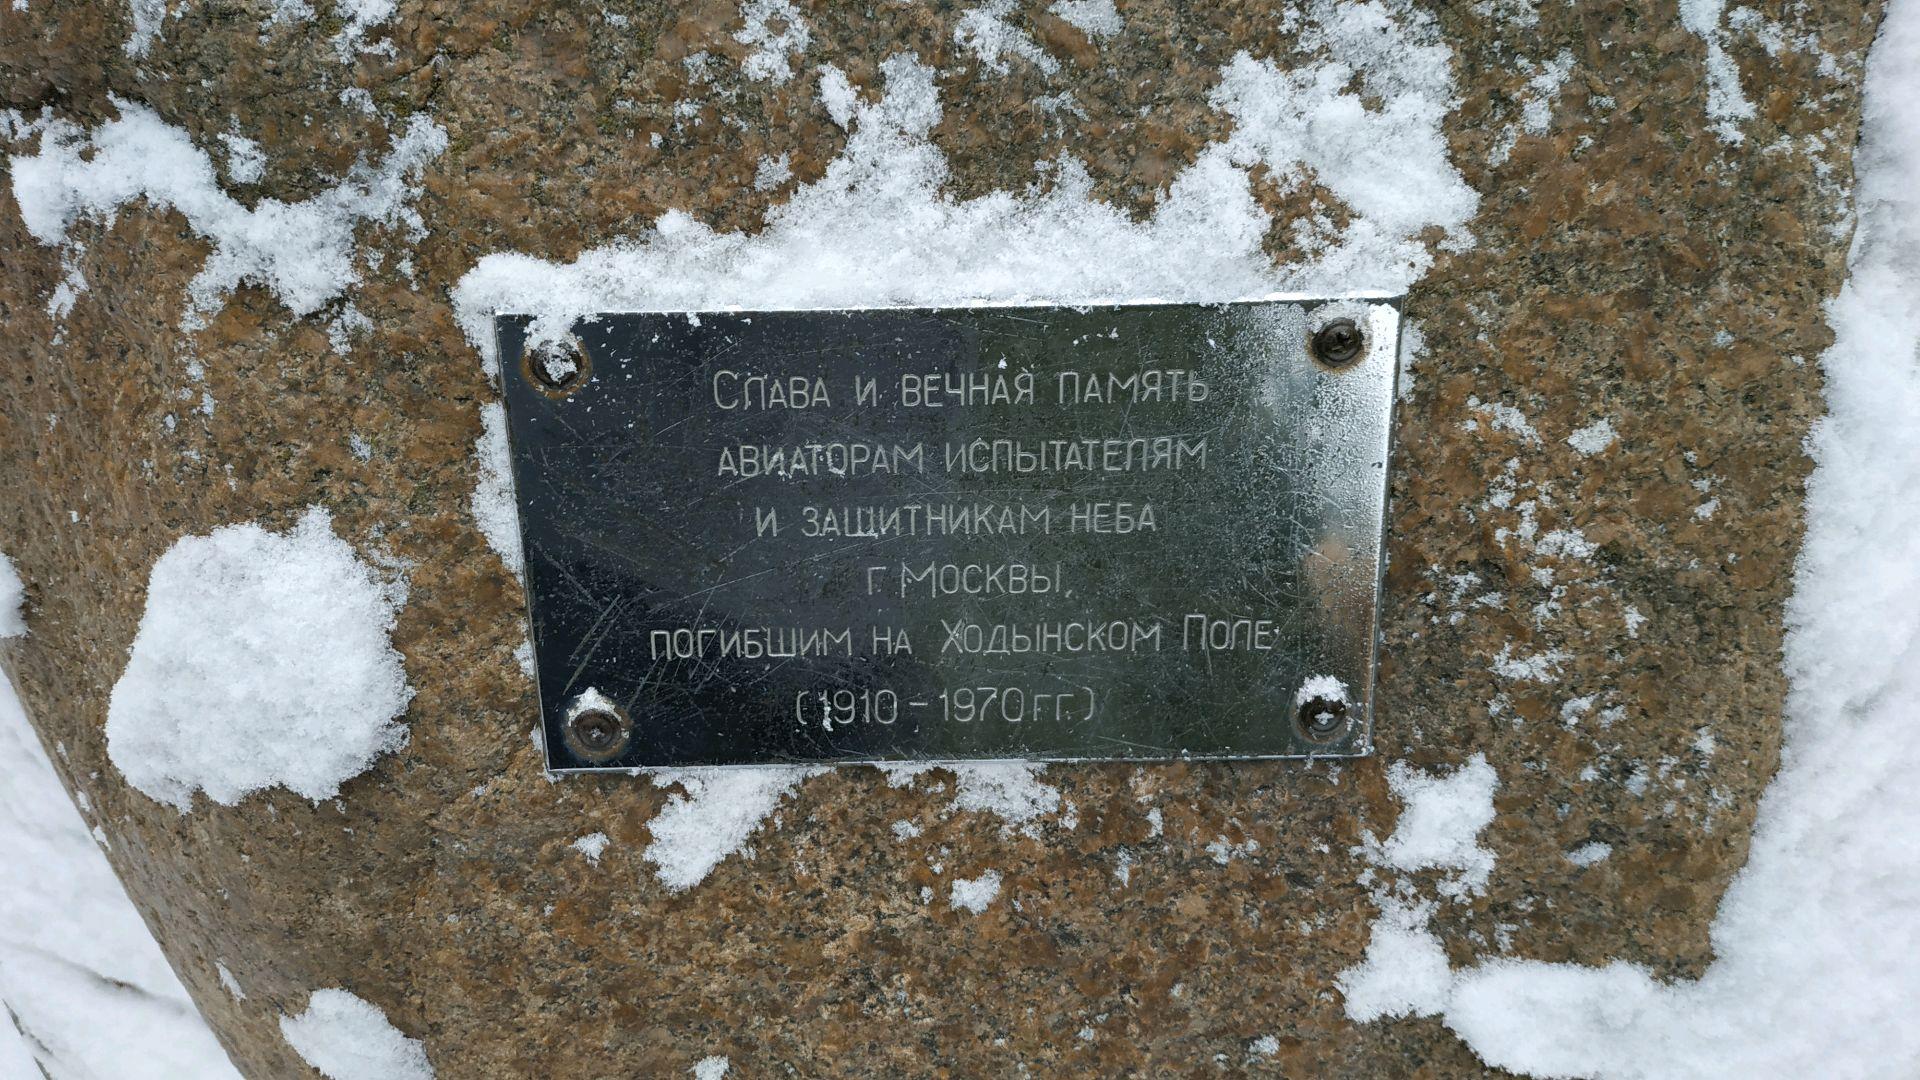 Слава и вечная память
авиаторам испытателям
и защитникам неба
г. Москвы,
погибшим на Ходынском Поле
(1910 - 1970 гг.)